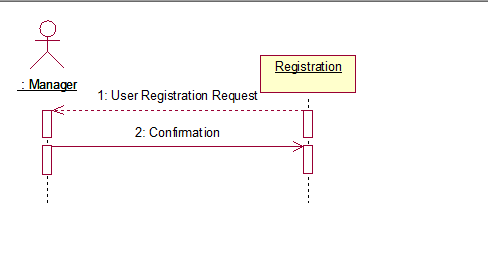 Registration
: Manager
1: User Registration Request
2: Confirmation